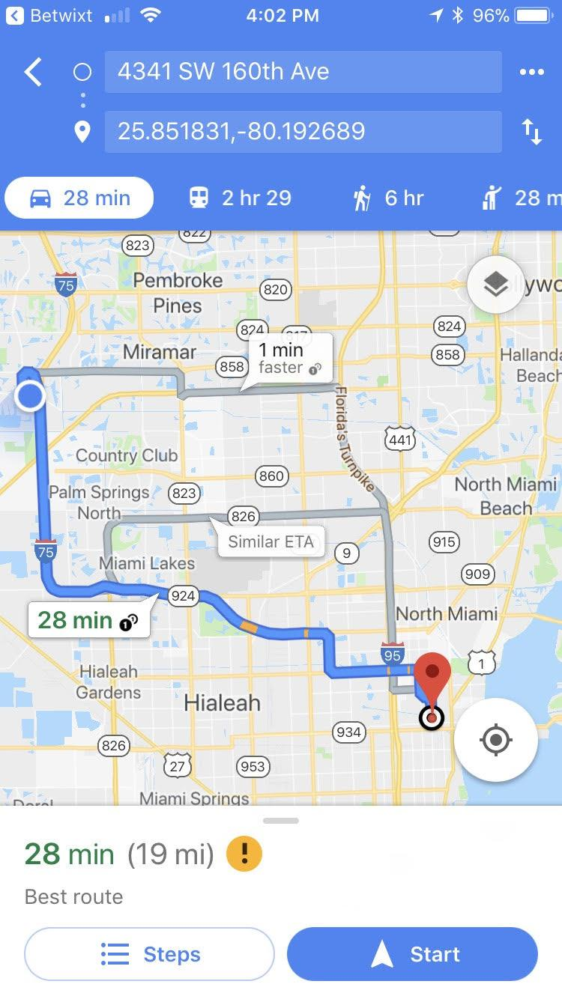 Betwixt 4:02 PM 96%
4341 SW 160th Ave
25.851831,-80.192689
28 min 2 hr 29 6 hr 28 m
822
823
75
Pembroke
Pines
820
ywo
824
817
824
Miramar
1 min
faster
858
858
Halland
Beach
Florida's Turnpike
441
Country Club
860
Palm Springs
North
823
North Miami
Beach
826
Similar ETA
75
9
915
Miami Lakes
909
924
28 min
North Miami
95
1
Hialeah
Gardens
Hialeah
934
826
27
953
Miami Springs
Doral
28 min (19 mi) !
Best route
Steps Start